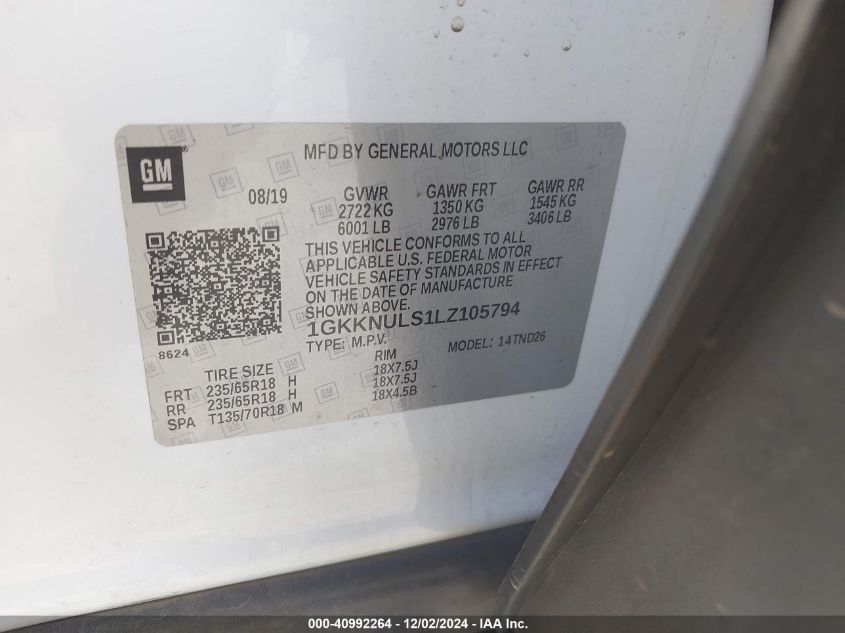 GM
MFD BY GENERAL MOTORS LLC
08/19
GVWR GAWR FRT GAWR RR
2722 KG 1350 KG 1545 KG
6001 LB 2976 LB 3406 LB
THIS VEHICLE CONFORMS TO ALL
APPLICABLE U.S. FEDERAL MOTOR
VEHICLE SAFETY STANDARDS IN EFFECT
ON THE DATE OF MANUFACTURE
SHOWN ABOVE.
1GKKNULS1LZ105794
8624
TYPE: M.P.V. MODEL: 14TND26
TIRE SIZE RIM
FRT 235/65R18 H 18X7.5J
RR 235/65R18 H 18X7.5J
SPA T135/70R18 M 18X4.5B
000-40992264 - 12/02/2024 - IAA Inc.